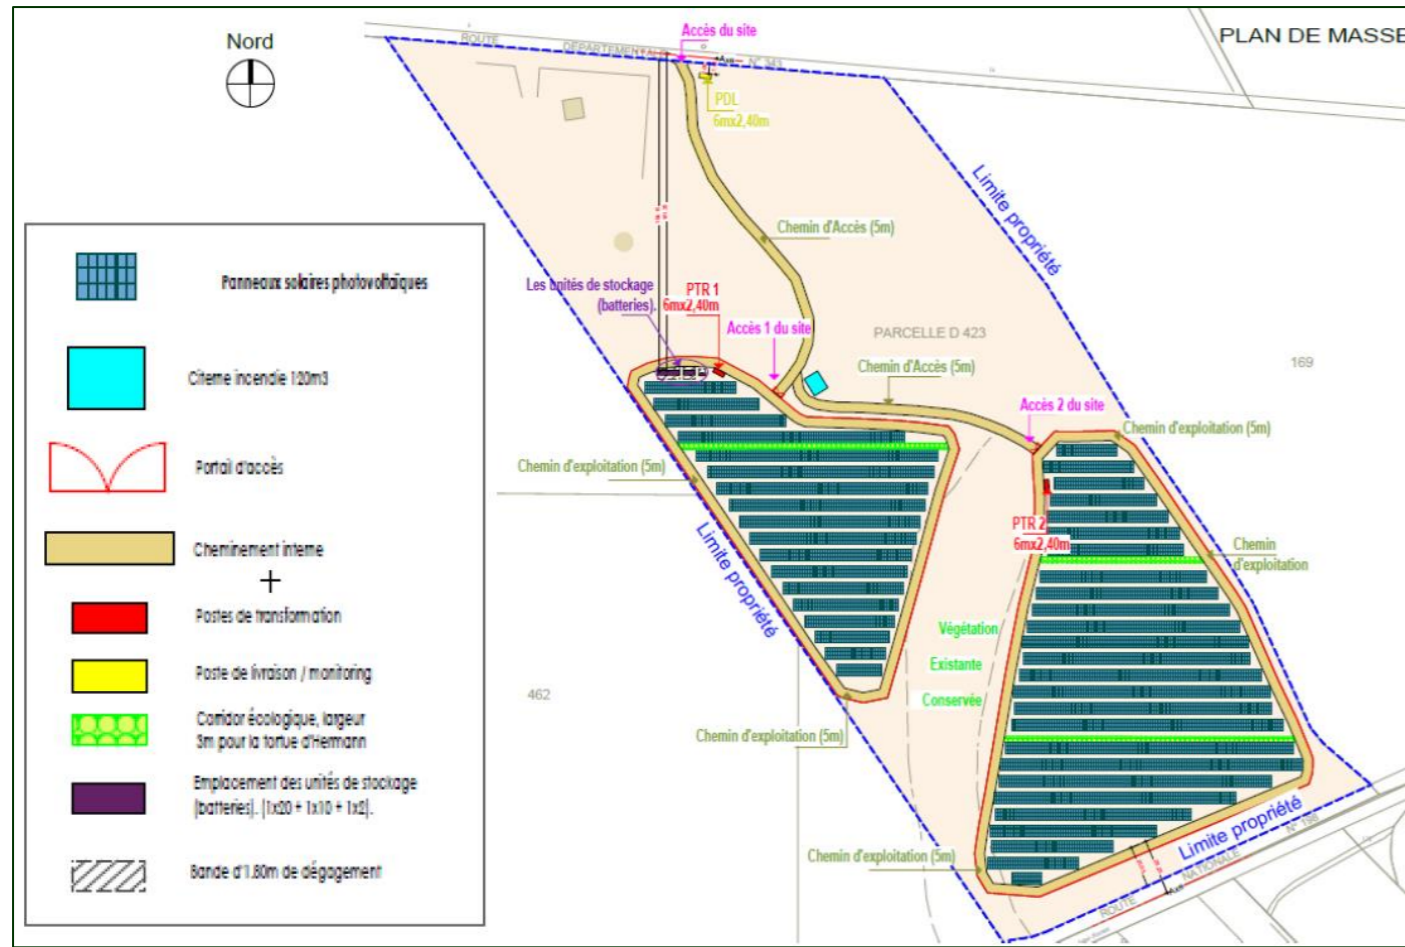 PLAN DE MASSE
Nord
Accès du site
ROUTE
DÉPARTEMENTALE
N° 343
Axe
PDL
6mx2,40m
Limite propriété
Chemin d'Accès (5m)
Les unités de stockage
(batteries).
PTR 1
6mx2,40m
Accès 1 du site
PARCELLE D 423
Chemin d'Accès (5m)
169
Accès 2 du site
Chemin d'exploitation (5m)
Chemin d'exploitation (5m)
PTR 2
6mx2,40m
Chemin
d'exploitation
Limite propriété
Végétation
Existante
Conservée
462
Chemin d'exploitation (5m)
Chemin d'exploitation (5m)
Limite propriété
ROUTE
NATIONALE
N° 198
Axe
Panneaux solaires photovoltaïques
Citerne incendie 120m3
Portail d'accès
Cheminement interne
Postes de transformation
Poste de livraison / monitoring
Corridor écologique, largeur
3m pour la tortue d'Hermann
Emplacement des unités de stockage
(batteries). (1x20 + 1x10 + 1x2).
Bande d'1.80m de dégagement